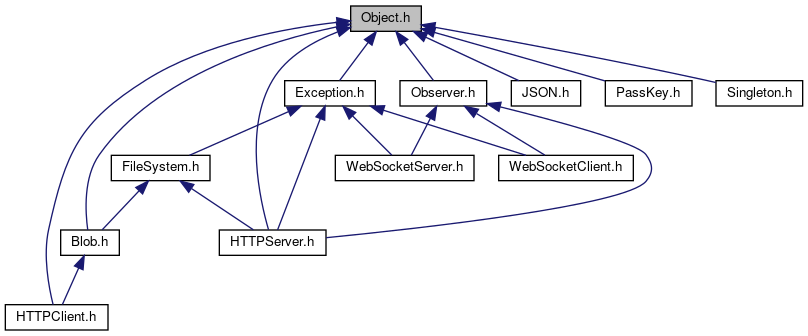 Object.h
Exception.h
Observer.h
JSON.h
PassKey.h
Singleton.h
FileSystem.h
WebSocketServer.h
WebSocketClient.h
Blob.h
HTTPServer.h
HTTPClient.h